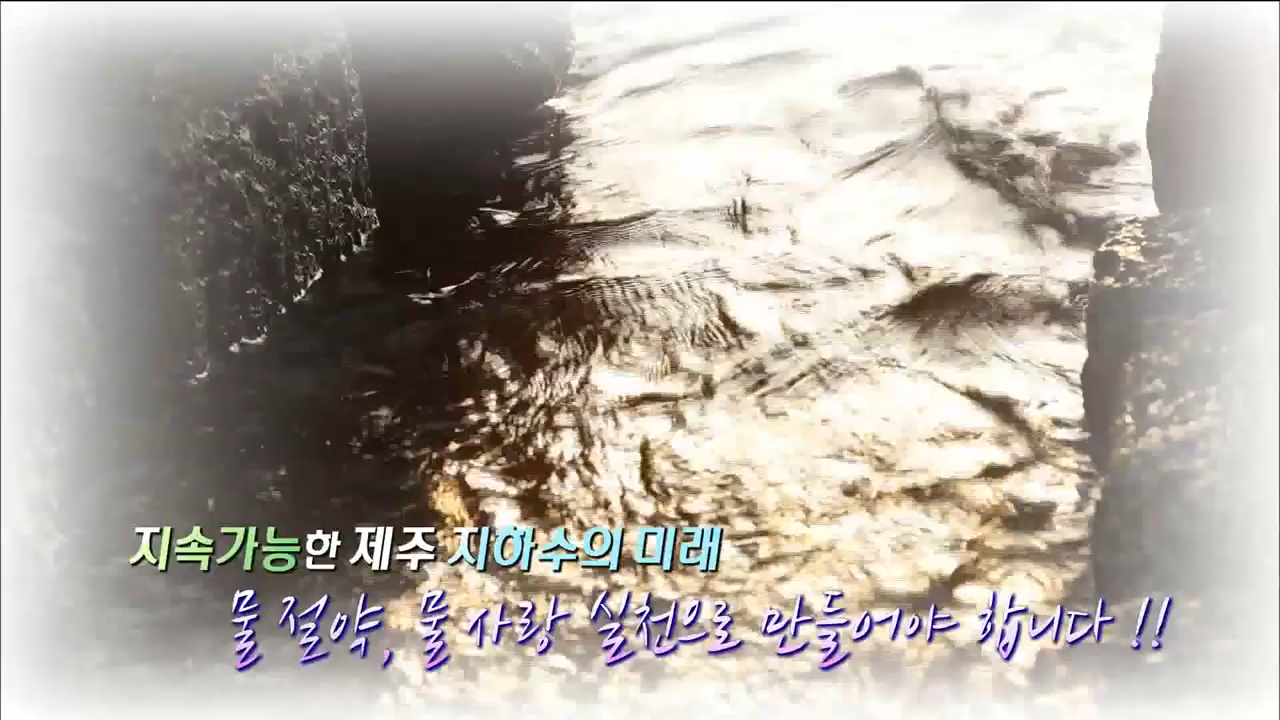 지속가능한 제주 지하수의 미래
물 절약, 물 사랑 실천으로 만들어야 합니다 !!